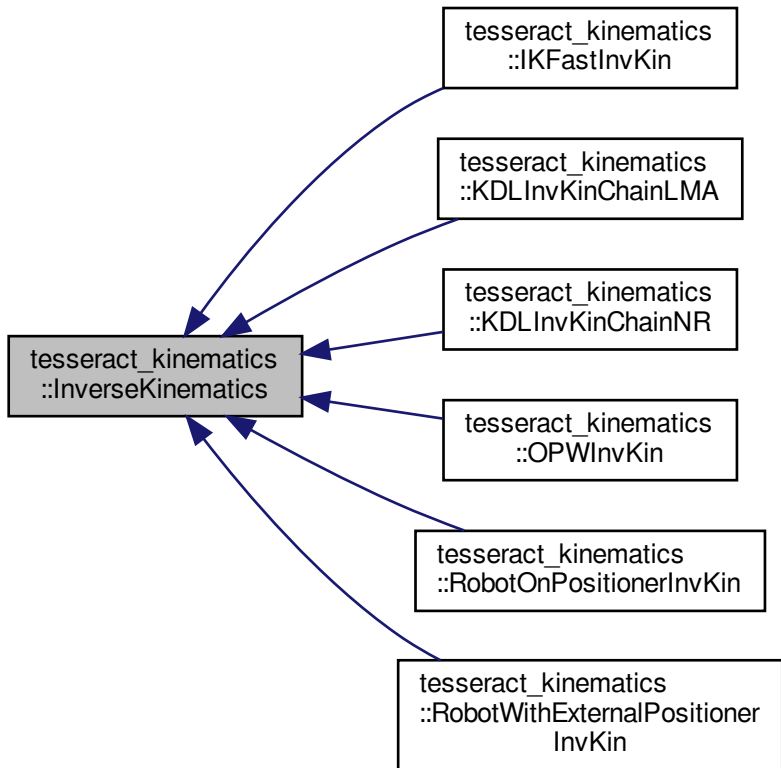 tesseract_kinematics
::IKFastInvKin
tesseract_kinematics
::KDLInvKinChainLMA
tesseract_kinematics
::KDLInvKinChainNR
tesseract_kinematics
::InverseKinematics
tesseract_kinematics
::OPWInvKin
tesseract_kinematics
::RobotOnPositionerInvKin
tesseract_kinematics
::RobotWithExternalPositioner
InvKin